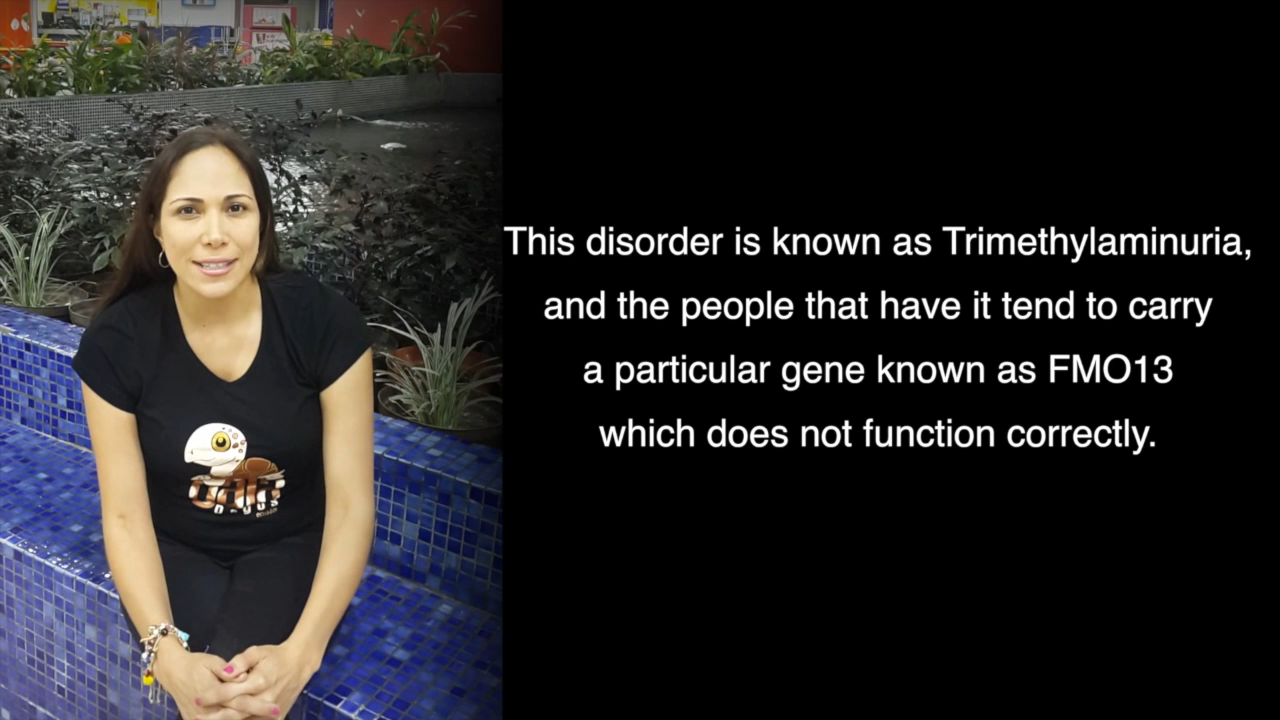 This disorder is known as Trimethylaminuria,
and the people that have it tend to carry
a particular gene known as FMO13
which does not function correctly.